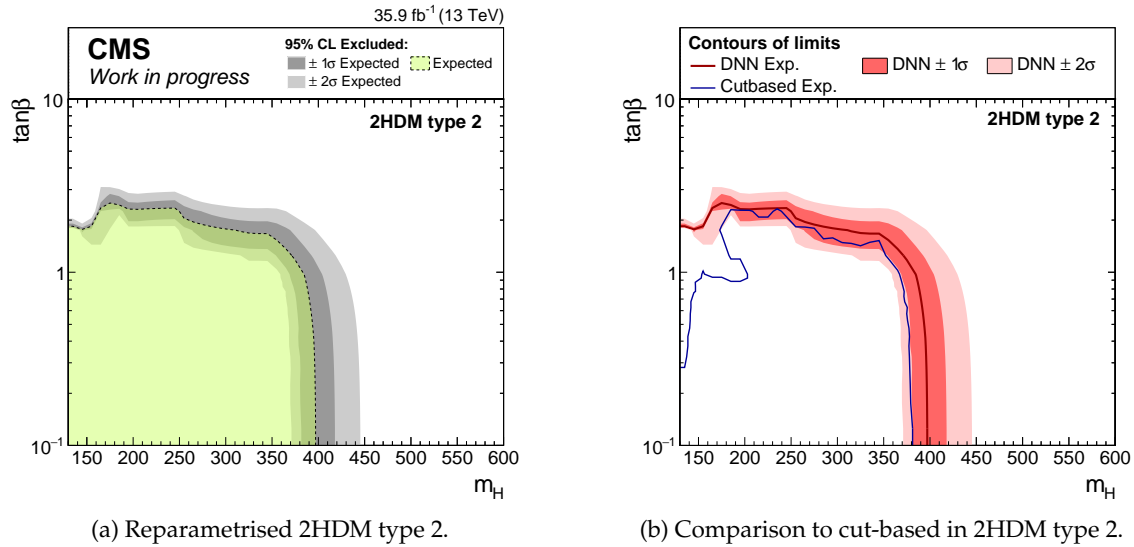 35.9 fb⁻¹ (13 TeV)
CMS
Work in progress
95% CL Excluded:
± 1σ Expected
Expected
± 2σ Expected
2HDM type 2
tanβ
10
1
10⁻¹
150 200 250 300 350 400 450 500 550 600
m_H
(a) Reparametrised 2HDM type 2.
Contours of limits
DNN Exp.
DNN ± 1σ
DNN ± 2σ
Cutbased Exp.
2HDM type 2
tanβ
10
1
10⁻¹
150 200 250 300 350 400 450 500 550 600
m_H
(b) Comparison to cut-based in 2HDM type 2.